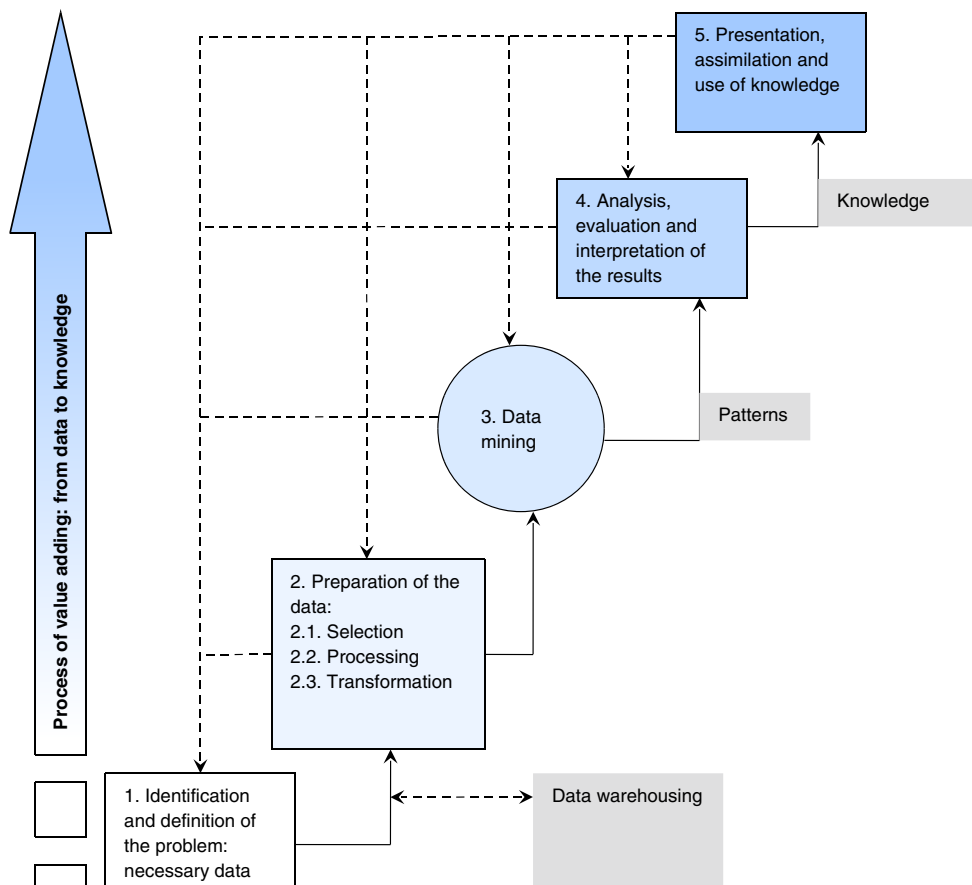 5. Presentation,
assimilation and
use of knowledge
4. Analysis,
evaluation and
interpretation of
the results
Knowledge
Process of value adding: from data to knowledge
3. Data
mining
Patterns
2. Preparation of the
data:
2.1. Selection
2.2. Processing
2.3. Transformation
1. Identification
and definition of
the problem:
necessary data
Data warehousing